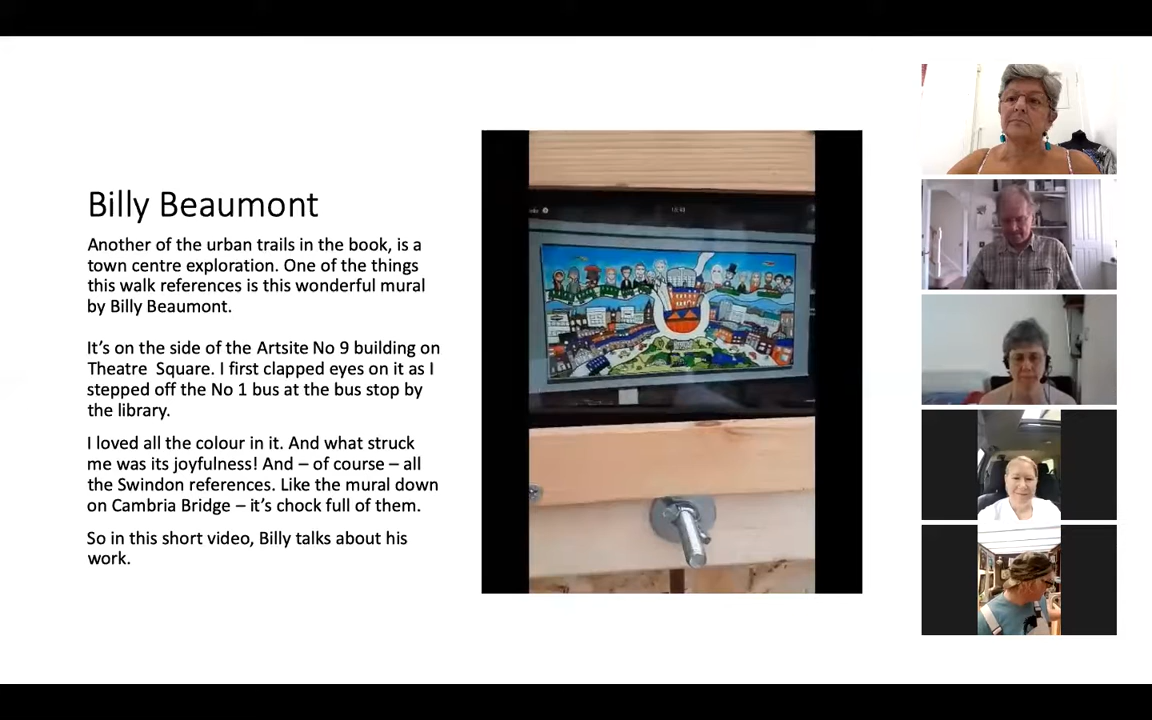 Billy Beaumont
Another of the urban trails in the book, is a
town centre exploration. One of the things
this walk references is this wonderful mural
by Billy Beaumont.
It’s on the side of the Artsite No 9 building on
Theatre Square. I first clapped eyes on it as I
stepped off the No 1 bus at the bus stop by
the library.
I loved all the colour in it. And what struck
me was its joyfulness! And – of course – all
the Swindon references. Like the mural down
on Cambria Bridge – it’s chock full of them.
So in this short video, Billy talks about his
work.